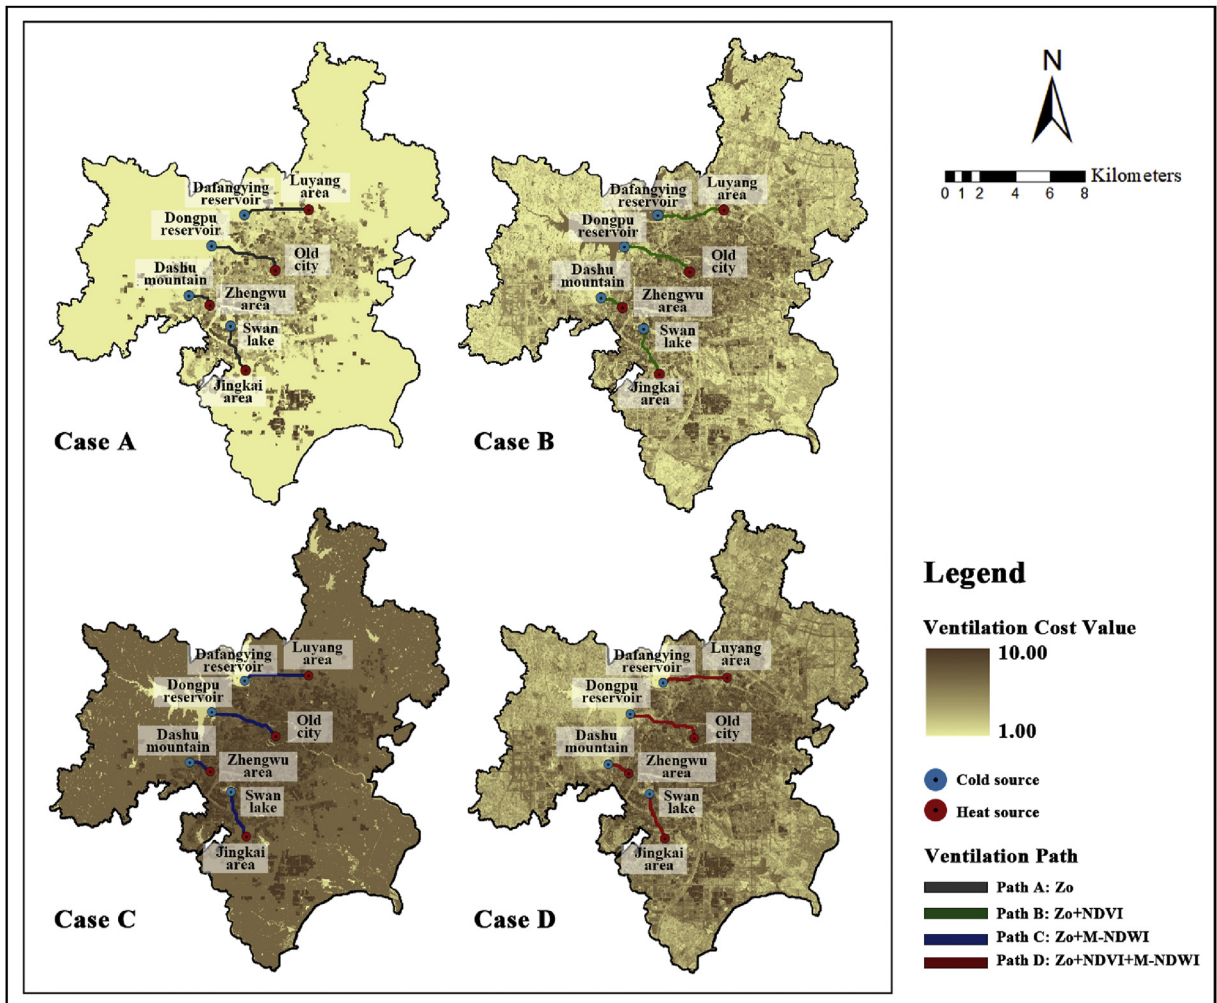 Dafangying
reservoir
Luyang
area
Dongpu
reservoir
Old
city
Dashu
mountain
Zhengwu
area
Swan
lake
Jingkai
area
Case A
Dafangying
reservoir
Luyang
area
Dongpu
reservoir
Old
city
Dashu
mountain
Zhengwu
area
Swan
lake
Jingkai
area
Case B
Dafangying
reservoir
Luyang
area
Dongpu
reservoir
Old
city
Dashu
mountain
Zhengwu
area
Swan
lake
Jingkai
area
Case C
Dafangying
reservoir
Luyang
area
Dongpu
reservoir
Old
city
Dashu
mountain
Zhengwu
area
Swan
lake
Jingkai
area
Case D
N
Kilometers
0 1 2 4 6 8
Legend
Ventilation Cost Value
10.00
1.00
Cold source
Heat source
Ventilation Path
Path A: Zo
Path B: Zo+NDVI
Path C: Zo+M-NDWI
Path D: Zo+NDVI+M-NDWI